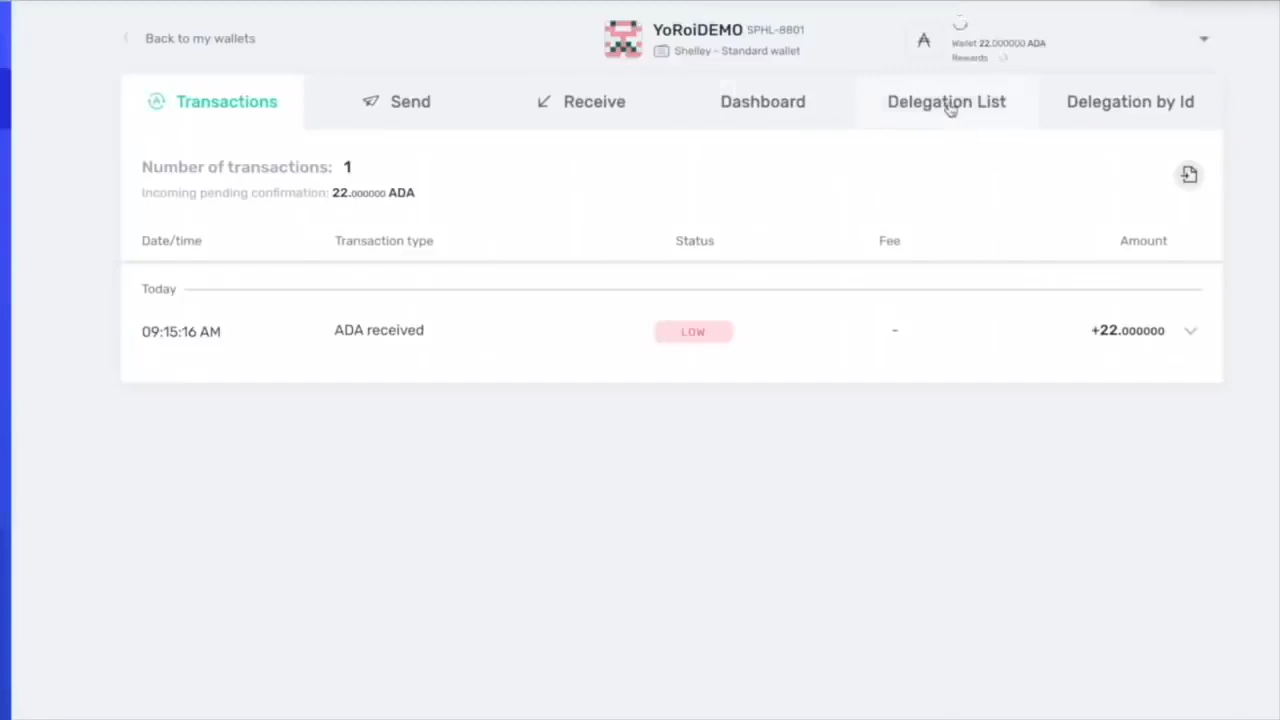 Back to my wallets
YoRoiDEMO SPHL-8801
Shelley - Standard wallet
Wallet 22.000000 ADA
Rewards
Transactions
Send
Receive
Dashboard
Delegation List
Delegation by Id
Number of transactions: 1
Incoming pending confirmation: 22.000000 ADA
Date/time
Transaction type
Status
Fee
Amount
Today
09:15:16 AM
ADA received
LOW
-
+22.000000